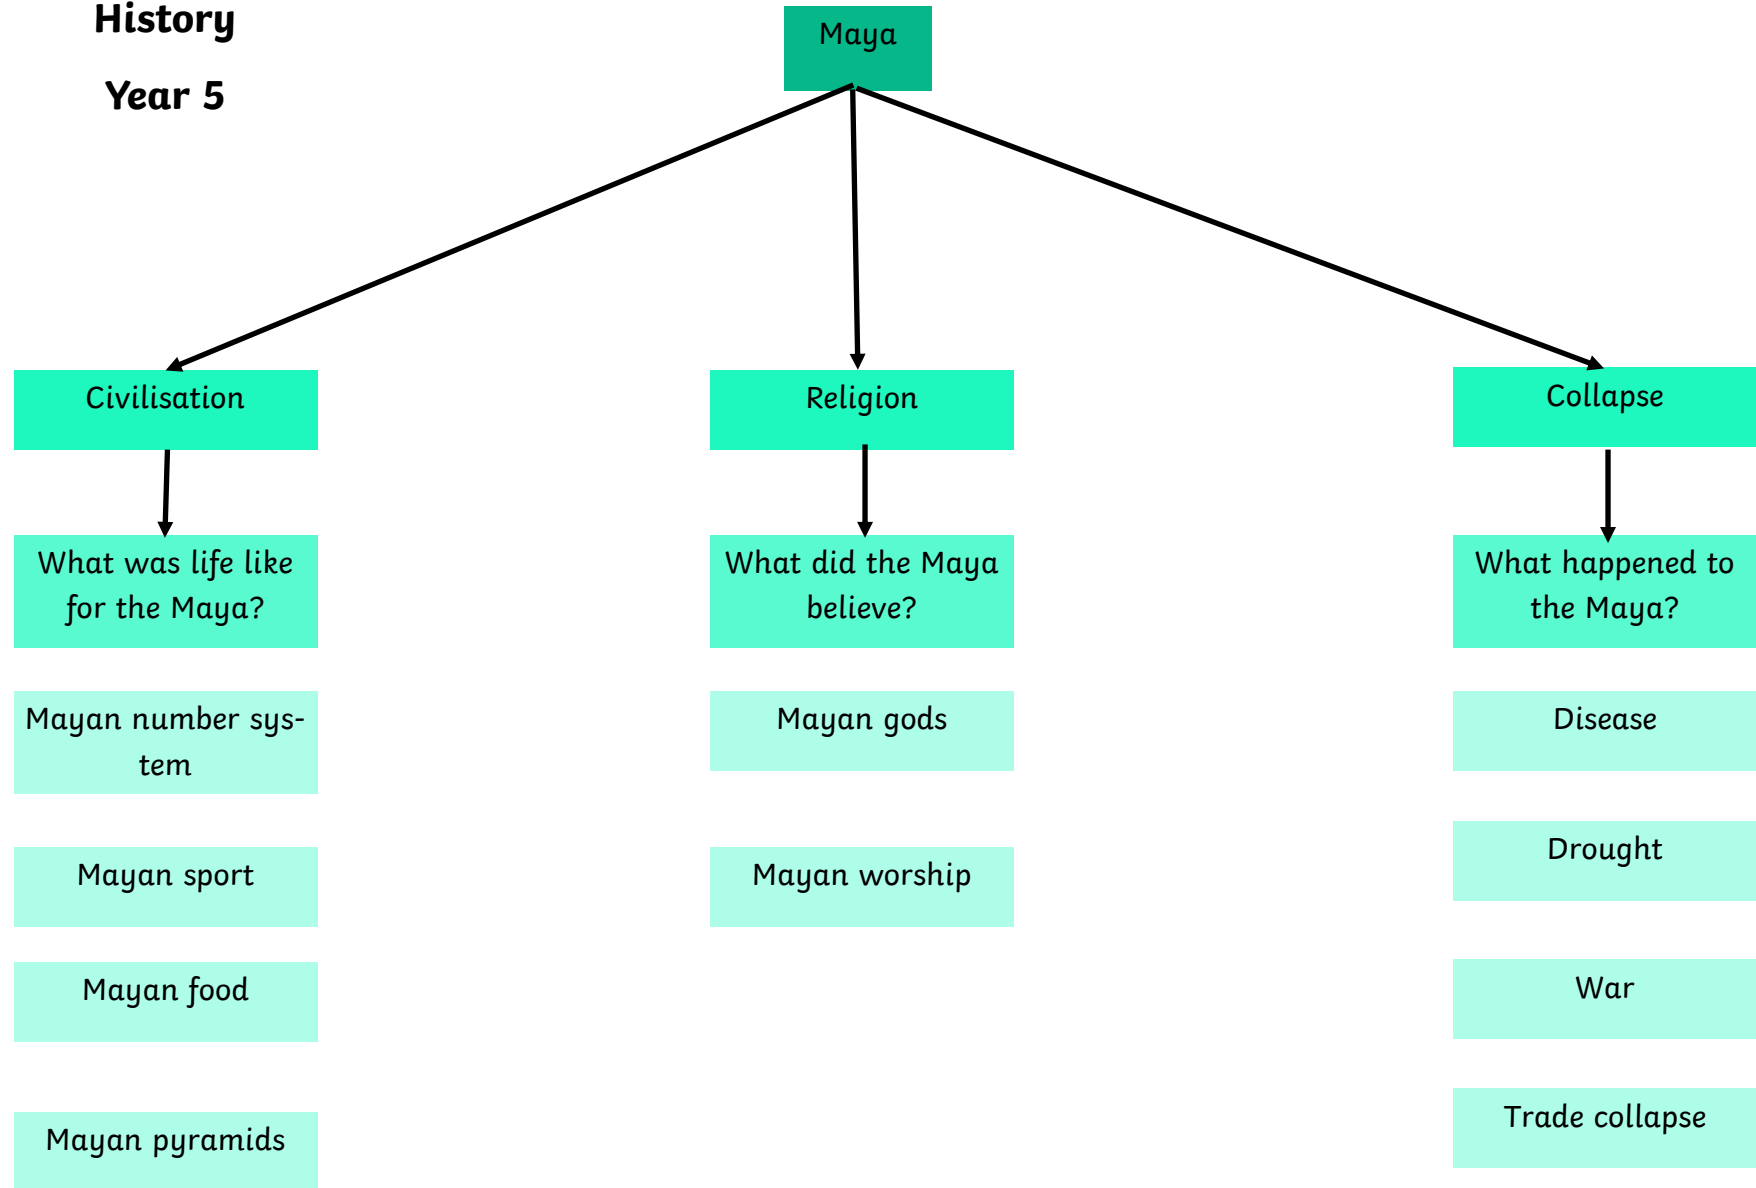 History
Year 5
Maya
Civilisation
What was life like
for the Maya?
Mayan number sys-
tem
Mayan sport
Mayan food
Mayan pyramids
Religion
What did the Maya
believe?
Mayan gods
Mayan worship
Collapse
What happened to
the Maya?
Disease
Drought
War
Trade collapse